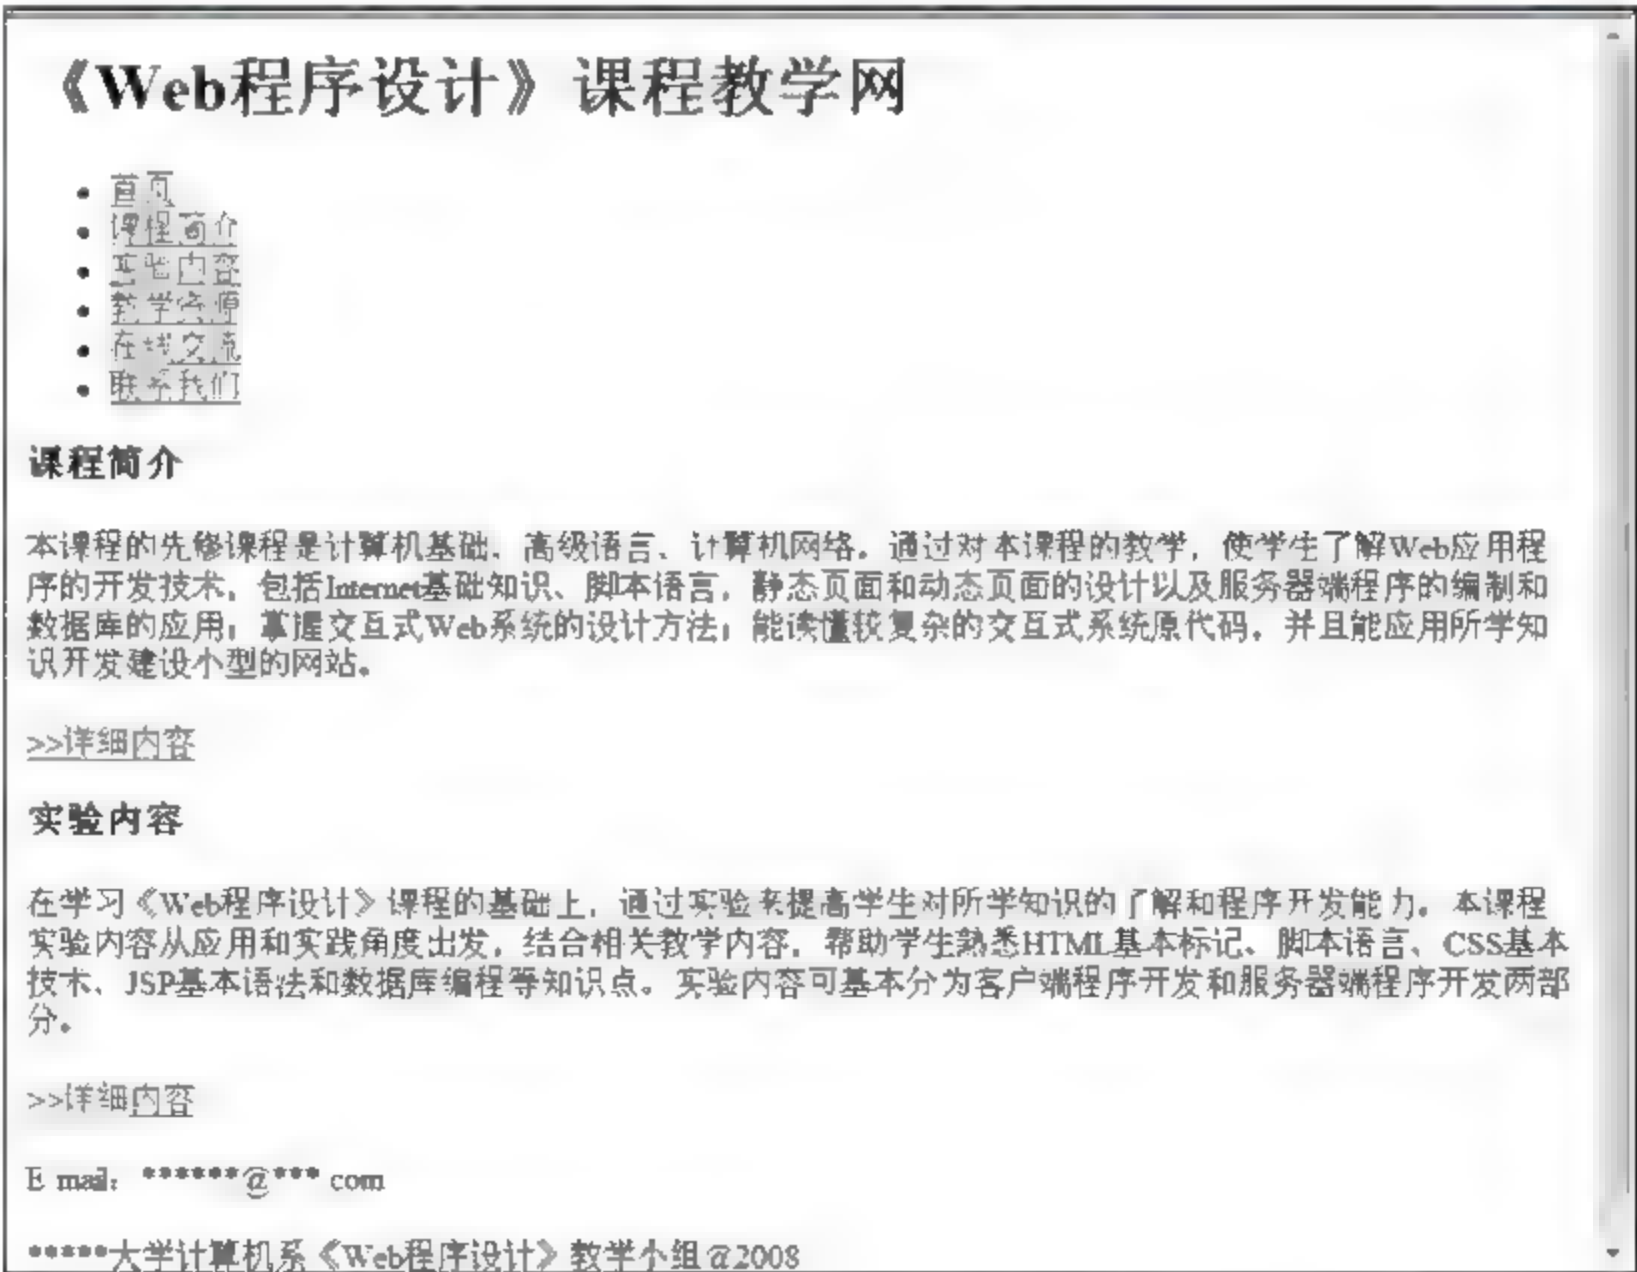 《Web程序设计》课程教学网
首页
课程简介
实验内容
教学资源
在线交流
联系我们
课程简介
本课程的先修课程是计算机基础、高级语言、计算机网络。通过对本课程的教学，使学生了解Web应用程
序的开发技术，包括Internet基础知识、脚本语言，静态页面和动态页面的设计以及服务器端程序的编制和
数据库的应用；掌握交互式Web系统的设计方法；能读懂较复杂的交互式系统原代码，并且能应用所学知
识开发建设小型的网站。
>>详细内容
实验内容
在学习《Web程序设计》课程的基础上，通过实验来提高学生对所学知识的了解和程序开发能力。本课程
实验内容从应用和实践角度出发，结合相关教学内容，帮助学生熟悉HTML基本标记、脚本语言、CSS基本
技术、JSP基本语法和数据库编程等知识点。实验内容可基本分为客户端程序开发和服务器端程序开发两部
分。
>>详细内容
E mail：******@***.com
*****大学计算机系《Web程序设计》教学小组@2008